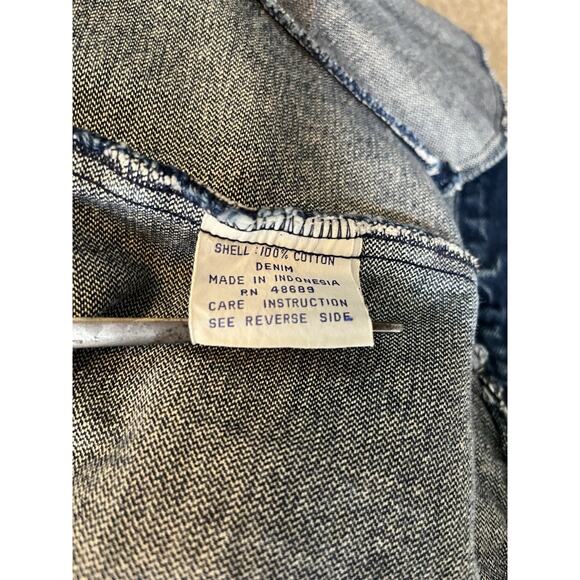 SHELL : 100% COTTON
DENIM
MADE IN INDONESIA
RN 48689
CARE INSTRUCTION
SEE REVERSE SIDE